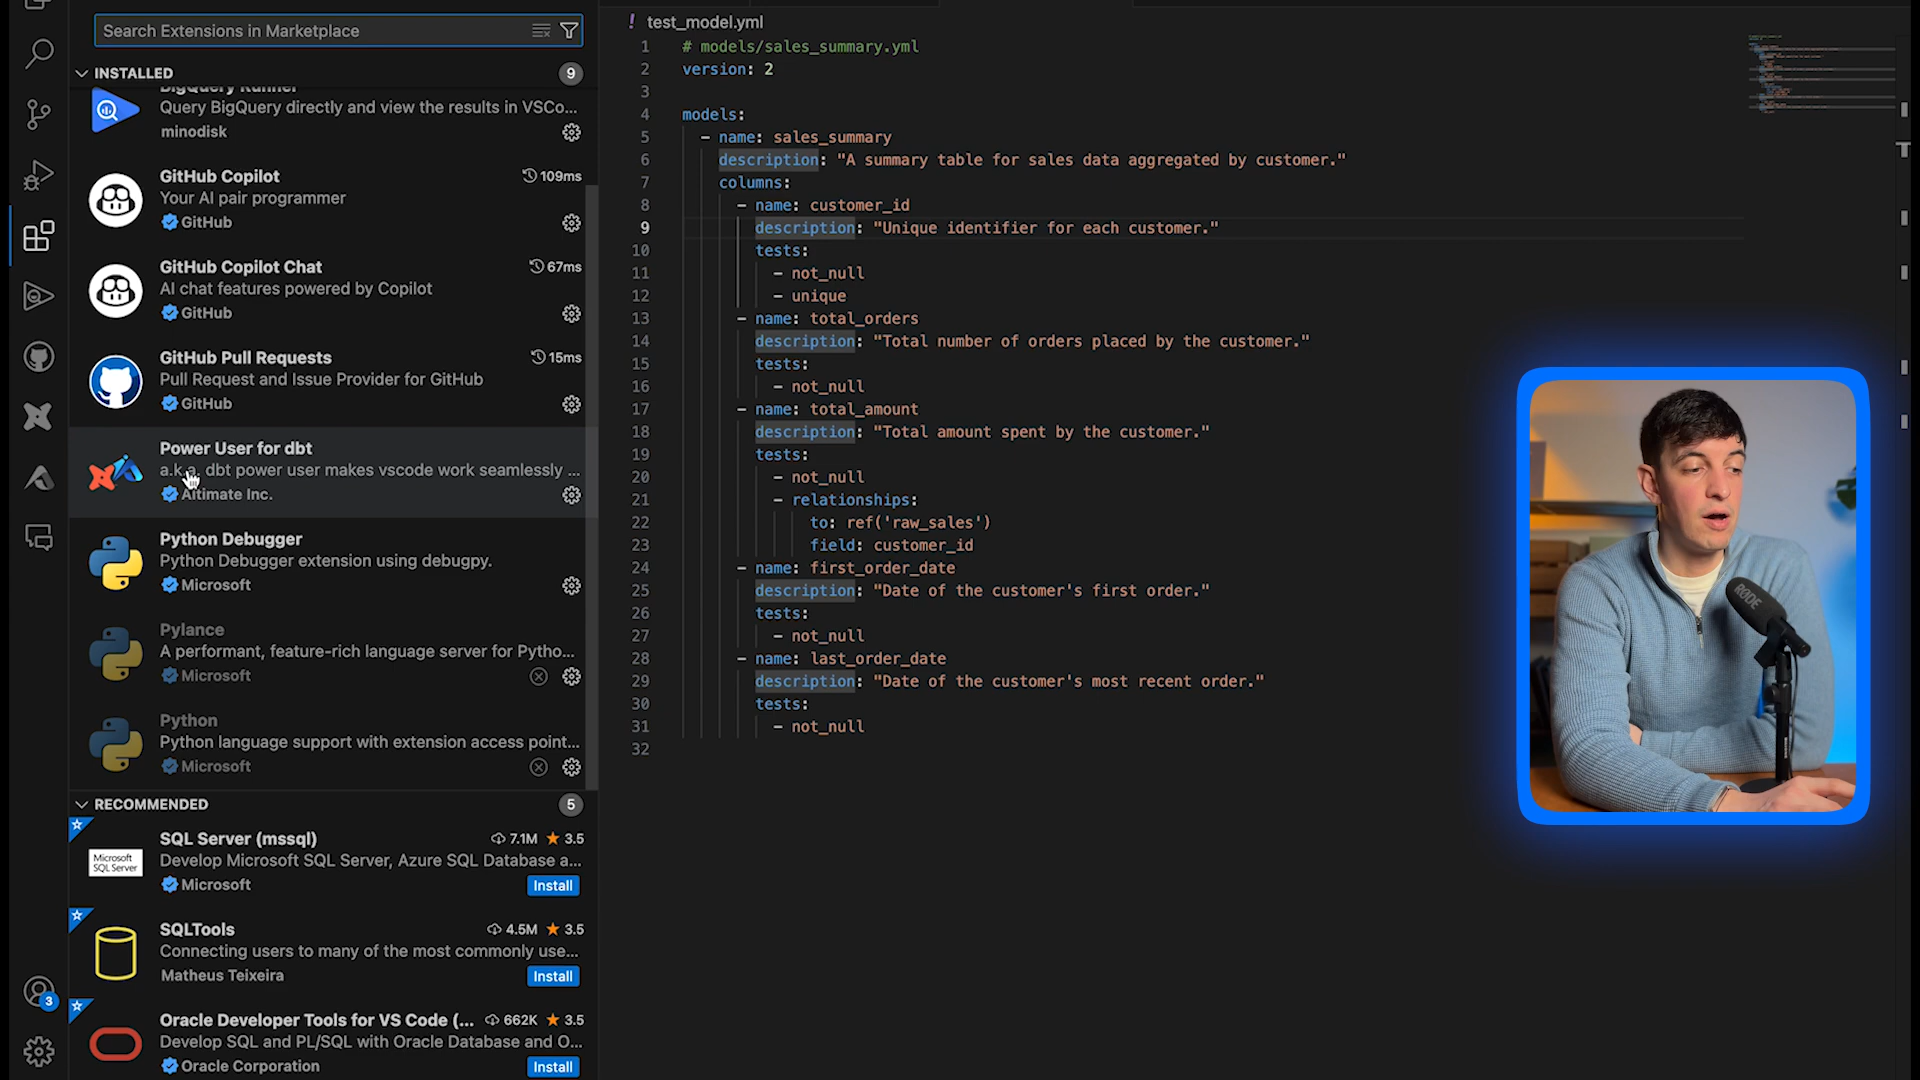 Search Extensions in Marketplace
INSTALLED
9
BigQuery Runner
Query BigQuery directly and view the results in VSCo...
minodisk
GitHub Copilot
109ms
Your AI pair programmer
GitHub
GitHub Copilot Chat
67ms
AI chat features powered by Copilot
GitHub
GitHub Pull Requests
15ms
Pull Request and Issue Provider for GitHub
GitHub
Power User for dbt
a.k.a. dbt power user makes vscode work seamlessly ...
Altimate Inc.
Python Debugger
Python Debugger extension using debugpy.
Microsoft
Pylance
A performant, feature-rich language server for Pytho...
Microsoft
Python
Python language support with extension access point...
Microsoft
RECOMMENDED
5
SQL Server (mssql)
7.1M ★ 3.5
Develop Microsoft SQL Server, Azure SQL Database a...
Microsoft
Install
Microsoft
SQL Server
SQLTools
4.5M ★ 3.5
Connecting users to many of the most commonly use...
Matheus Teixeira
Install
Oracle Developer Tools for VS Code (...
662K ★ 3.5
Develop SQL and PL/SQL with Oracle Database and O...
Oracle Corporation
Install
3
! test_model.yml
1 # models/sales_summary.yml
2 version: 2
3
4 models:
5 - name: sales_summary
6 description: "A summary table for sales data aggregated by customer."
7 columns:
8 - name: customer_id
9 description: "Unique identifier for each customer."
10 tests:
11 - not_null
12 - unique
13 - name: total_orders
14 description: "Total number of orders placed by the customer."
15 tests:
16 - not_null
17 - name: total_amount
18 description: "Total amount spent by the customer."
19 tests:
20 - not_null
21 - relationships:
22 to: ref('raw_sales')
23 field: customer_id
24 - name: first_order_date
25 description: "Date of the customer's first order."
26 tests:
27 - not_null
28 - name: last_order_date
29 description: "Date of the customer's most recent order."
30 tests:
31 - not_null
32
RØDE